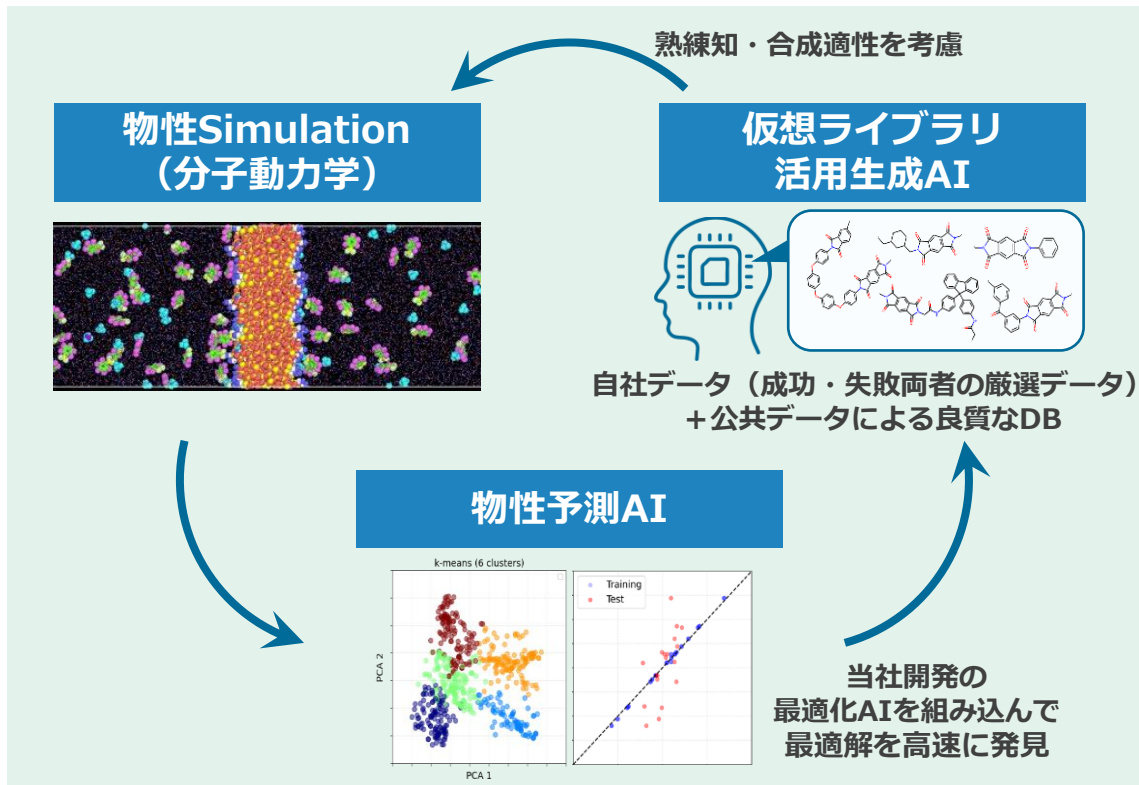 熟練知・合成適性を考慮
物性Simulation
（分子動力学）
仮想ライブラリ
活用生成AI
自社データ（成功・失敗両者の厳選データ）
＋公共データによる良質なDB
物性予測AI
k-means (6 clusters)
PCA 2
PCA 1
Training
Test
当社開発の
最適化AIを組み込んで
最適解を高速に発見